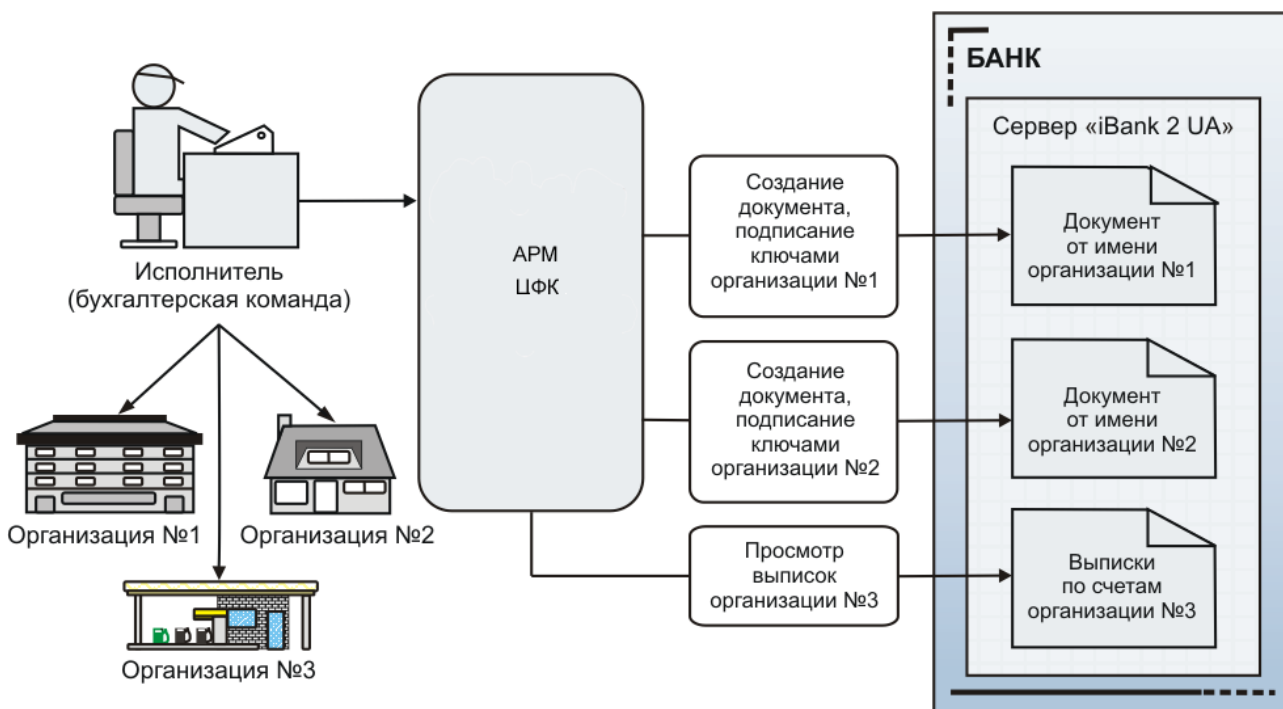 БАНК
Сервер «iBank 2 UA»
Исполнитель
(бухгалтерская команда)
Организация №1
Организация №2
Организация №3
АРМ
ЦФК
Создание
документа,
подписание
ключами
организации №1
Создание
документа,
подписание
ключами
организации №2
Просмотр
выписок
организации №3
Документ
от имени
организации №1
Документ
от имени
организации №2
Выписки
по счетам
организации №3